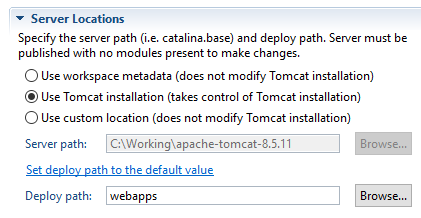 Server Locations
Specify the server path (i.e. catalina.base) and deploy path. Server must be
published with no modules present to make changes.
Use workspace metadata (does not modify Tomcat installation)
Use Tomcat installation (takes control of Tomcat installation)
Use custom location (does not modify Tomcat installation)
Server path: C:\Working\apache-tomcat-8.5.11 Browse...
Set deploy path to the default value
Deploy path: webapps Browse...